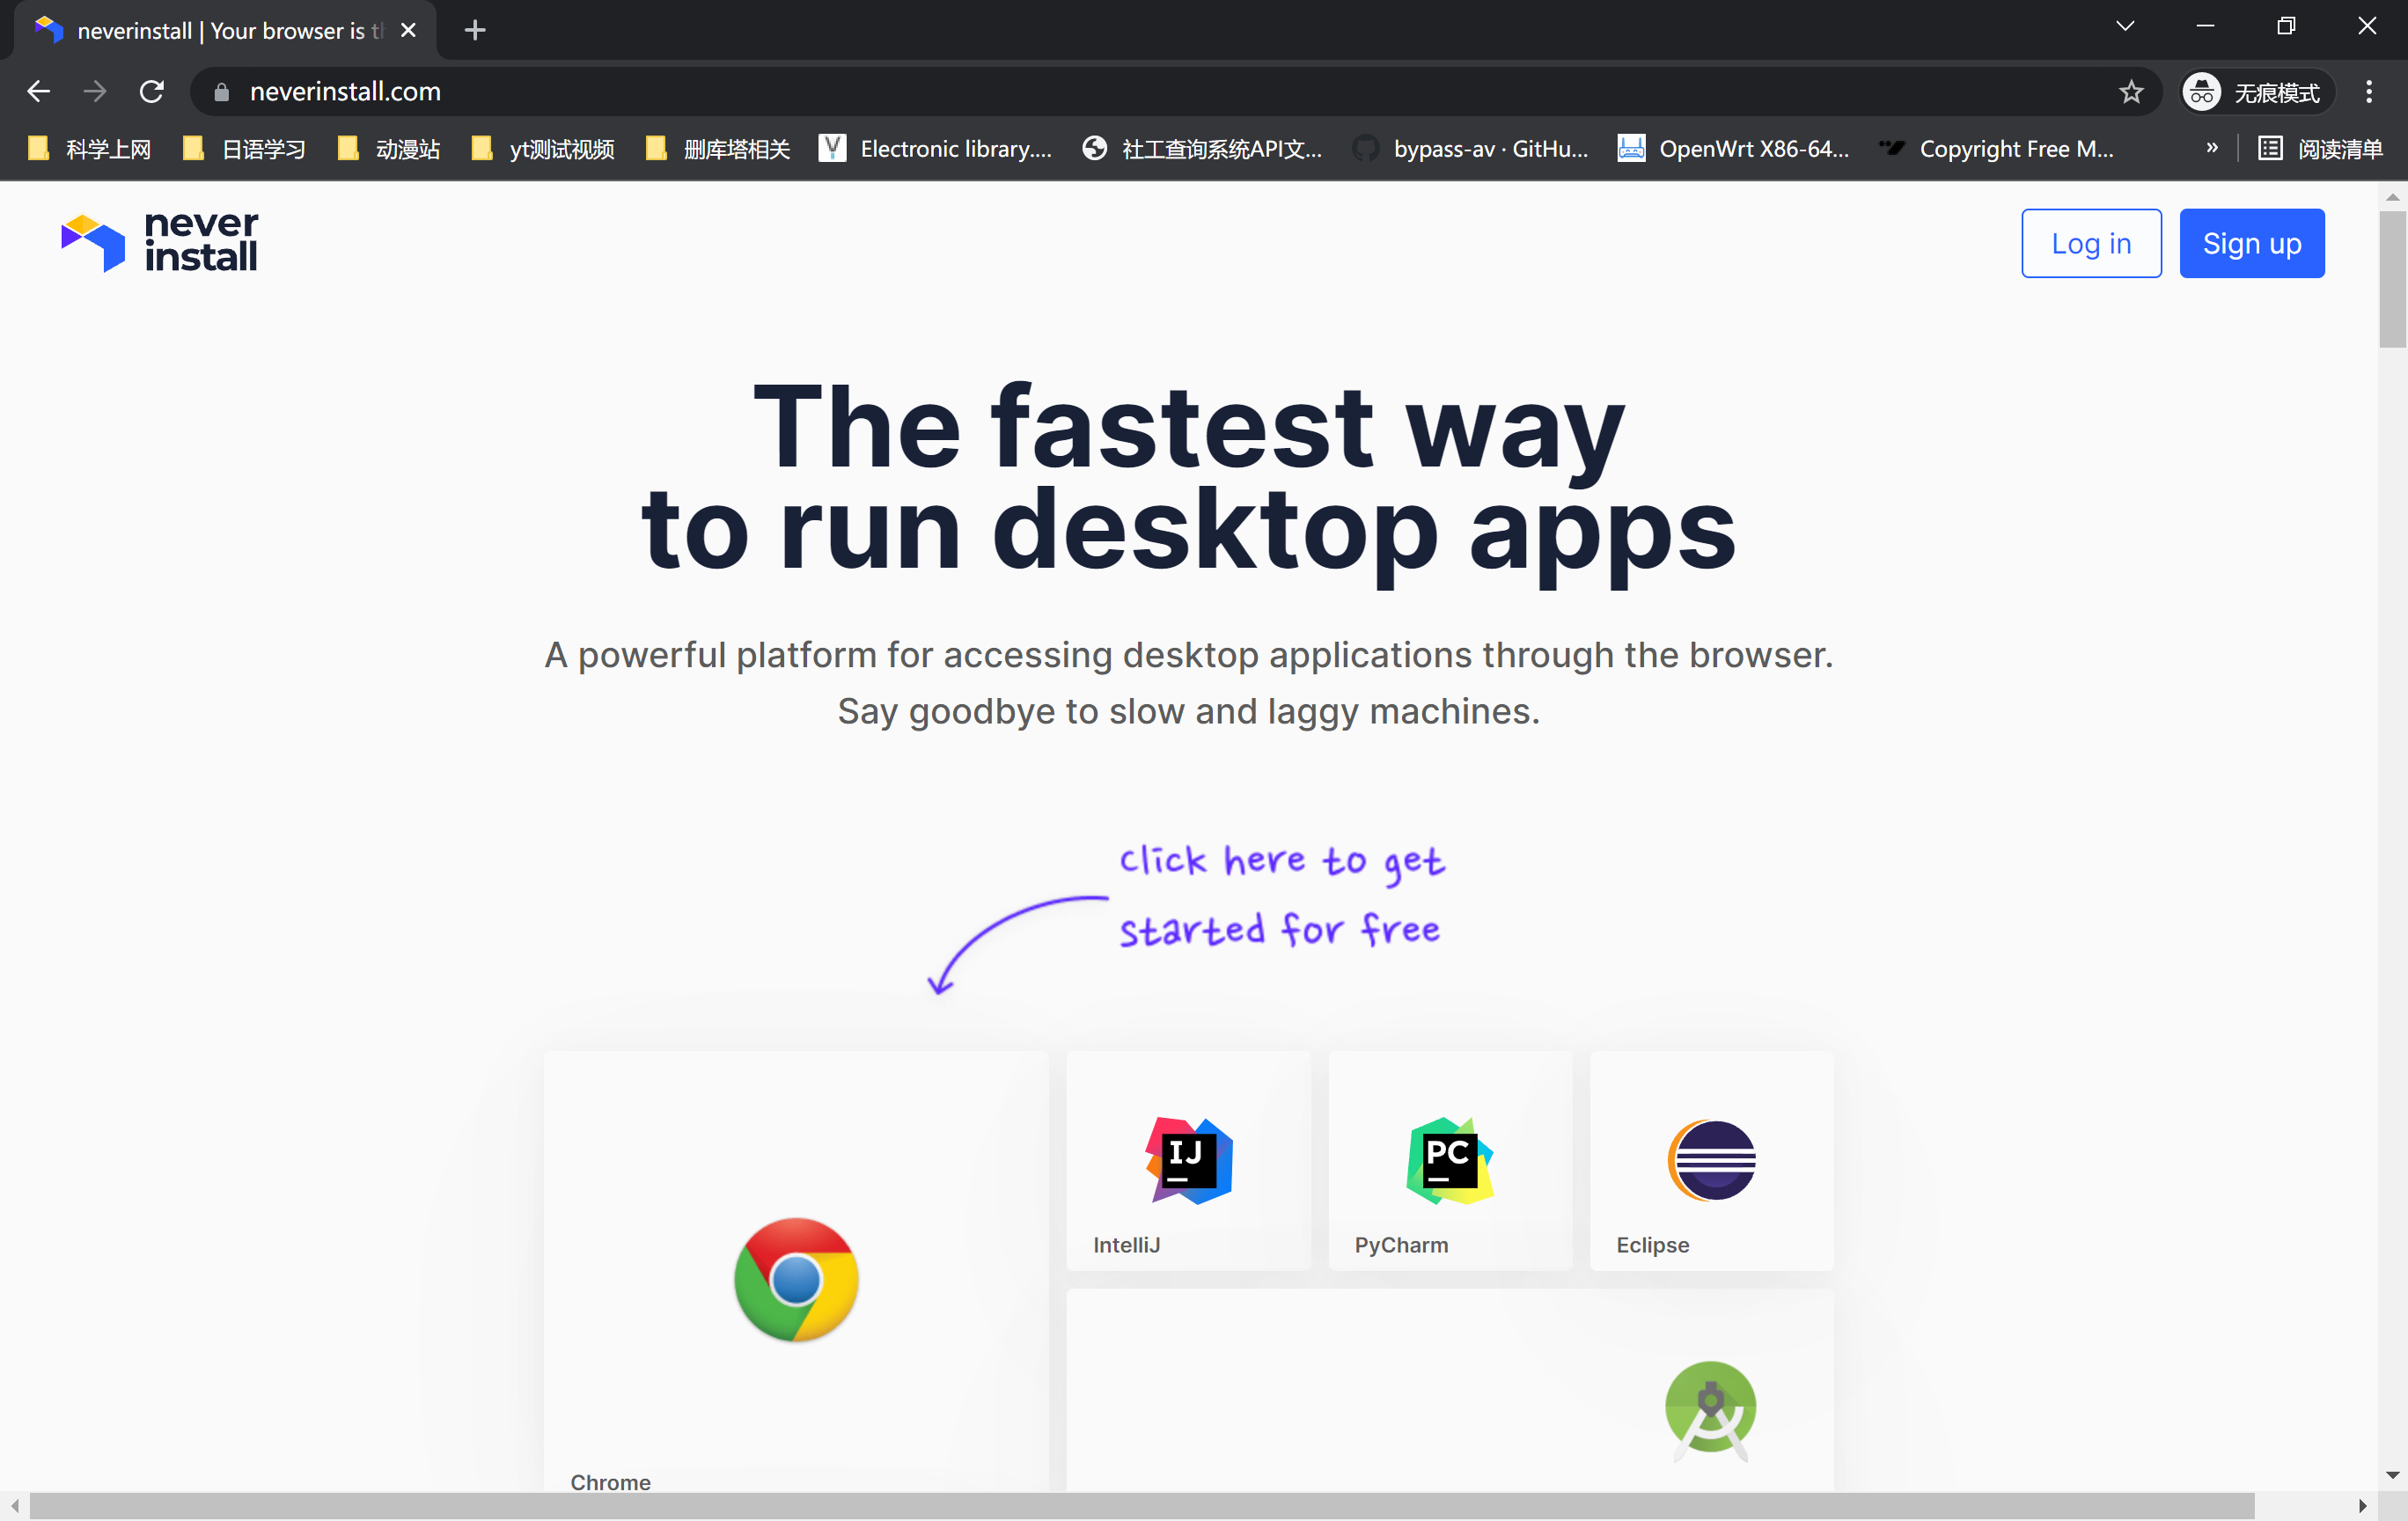 neverinstall | Your browser is th
neverinstall.com
无痕模式
科学上网
日语学习
动漫站
yt测试视频
删库塔相关
Electronic library....
社工查询系统API文...
bypass-av · GitHu...
OpenWrt X86-64...
Copyright Free M...
»
阅读清单
never
install
Log in
Sign up
The fastest way
to run desktop apps
A powerful platform for accessing desktop applications through the browser.
Say goodbye to slow and laggy machines.
click here to get
started for free
IJ
PC
IntelliJ
PyCharm
Eclipse
Chrome